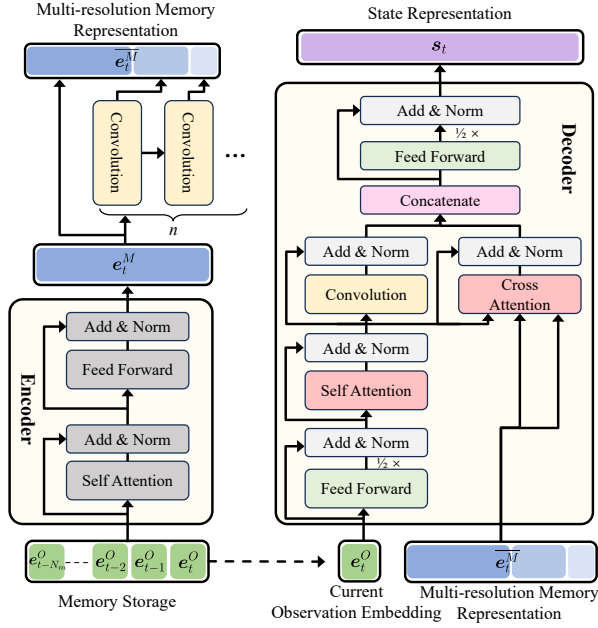 Multi-resolution Memory
Representation
$\overline{e_t^M}$
Convolution
Convolution
...
n
$e_t^M$
Encoder
Add & Norm
Feed Forward
Add & Norm
Self Attention
$e_{t-N_m}^O$ ---- $e_{t-2}^O$ $e_{t-1}^O$ $e_t^O$
Memory Storage
State Representation
$s_t$
Decoder
Add & Norm
½ ×
Feed Forward
Concatenate
Add & Norm
Add & Norm
Convolution
Cross
Attention
Add & Norm
Self Attention
Add & Norm
½ ×
Feed Forward
$e_t^O$
$\overline{e_t^M}$
Current
Observation Embedding
Multi-resolution Memory
Representation